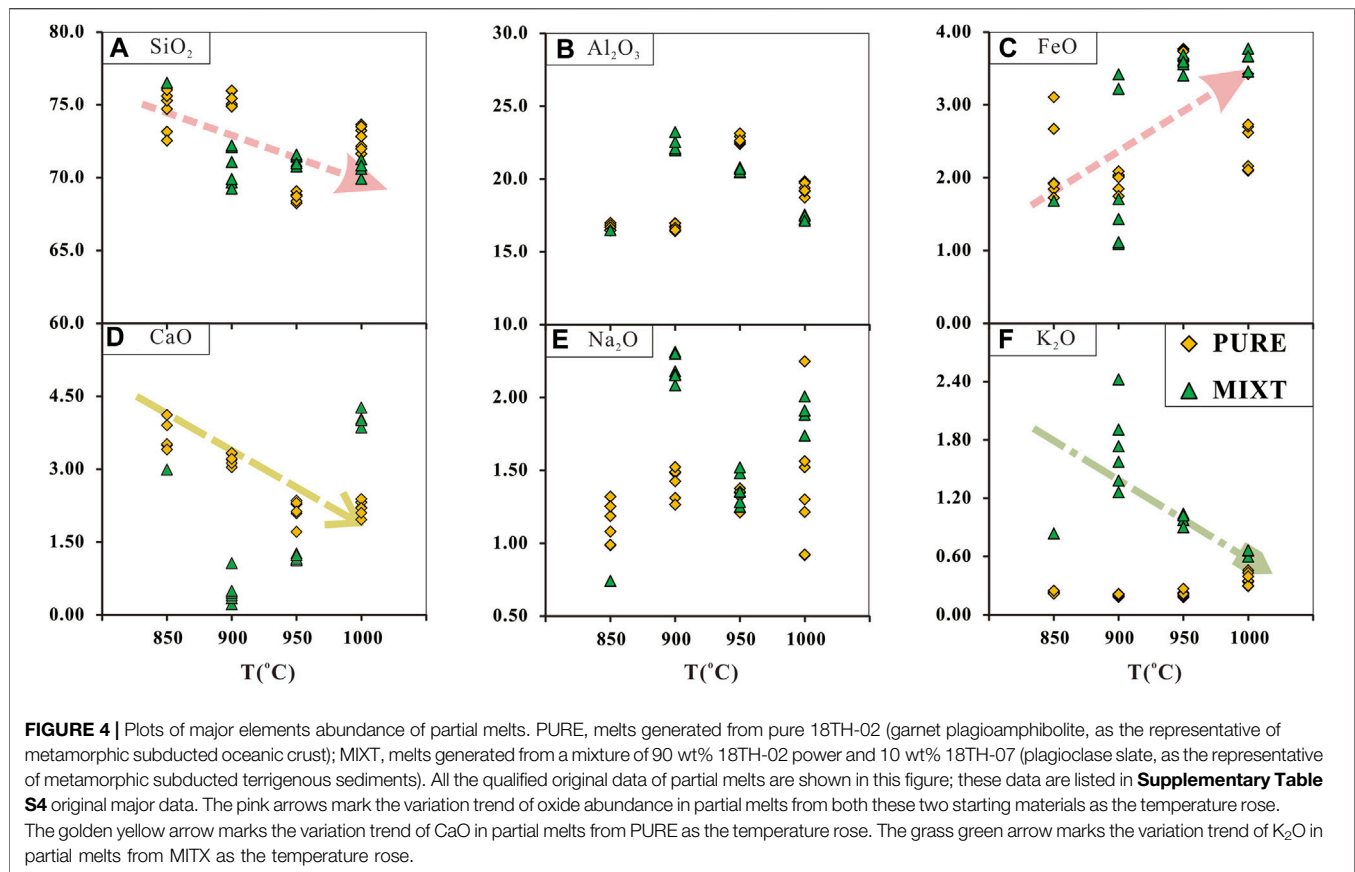 A SiO2
80.0
75.0
70.0
65.0
60.0
B Al2O3
30.0
25.0
20.0
15.0
10.0
C FeO
4.00
3.00
2.00
1.00
0.00
D CaO
4.50
3.00
1.50
0.00
850 900 950 1000
T(°C)
E Na2O
2.00
1.50
1.00
0.50
850 900 950 1000
T(°C)
F K2O
PURE
MIXT
2.40
1.80
1.20
0.60
0.00
850 900 950 1000
T(°C)
FIGURE 4 | Plots of major elements abundance of partial melts. PURE, melts generated from pure 18TH-02 (garnet plagioamphibolite, as the representative of
metamorphic subducted oceanic crust); MIXT, melts generated from a mixture of 90 wt% 18TH-02 power and 10 wt% 18TH-07 (plagioclase slate, as the representative
of metamorphic subducted terrigenous sediments). All the qualified original data of partial melts are shown in this figure; these data are listed in Supplementary Table
S4 original major data. The pink arrows mark the variation trend of oxide abundance in partial melts from both these two starting materials as the temperature rose.
The golden yellow arrow marks the variation trend of CaO in partial melts from PURE as the temperature rose. The grass green arrow marks the variation trend of K2O in
partial melts from MITX as the temperature rose.